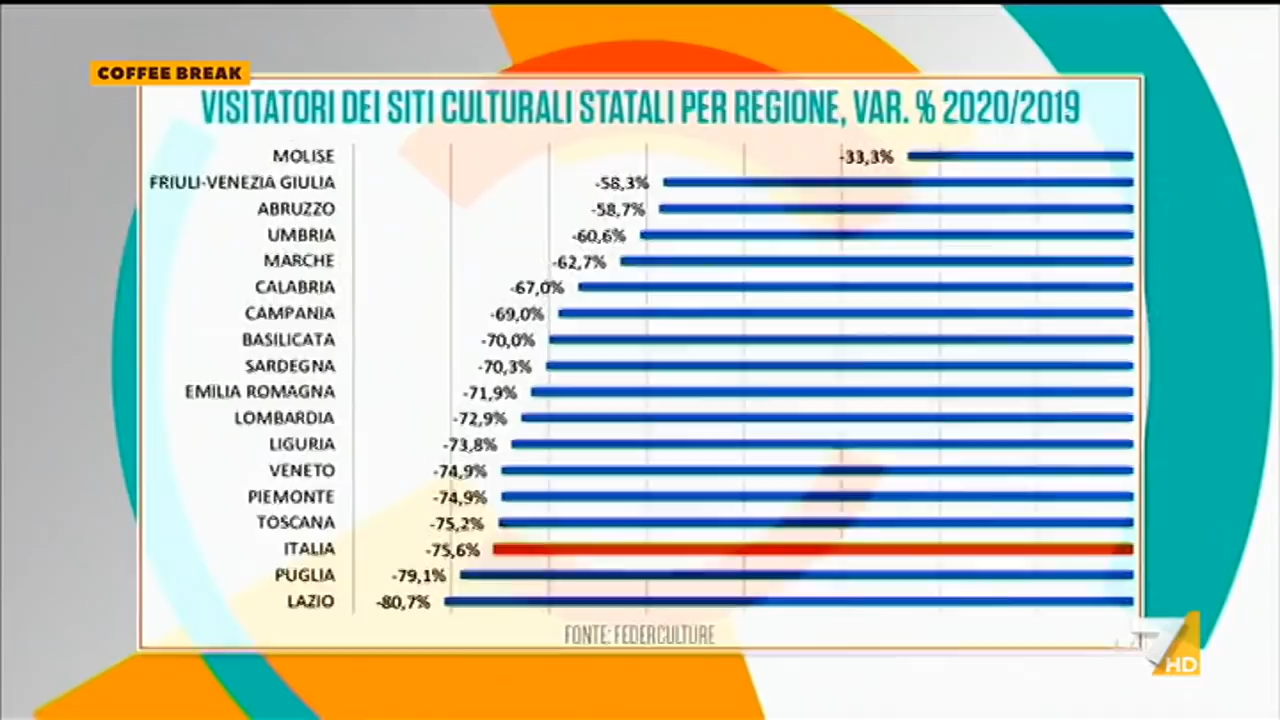 COFFEE BREAK
VISITATORI DEI SITI CULTURALI STATALI PER REGIONE, VAR. % 2020/2019
MOLISE -33,3%
FRIULI-VENEZIA GIULIA -58,3%
ABRUZZO -58,7%
UMBRIA -60,6%
MARCHE -62,7%
CALABRIA -67,0%
CAMPANIA -69,0%
BASILICATA -70,0%
SARDEGNA -70,3%
EMILIA ROMAGNA -71,9%
LOMBARDIA -72,9%
LIGURIA -73,8%
VENETO -74,9%
PIEMONTE -74,9%
TOSCANA -75,2%
ITALIA -75,6%
PUGLIA -79,1%
LAZIO -80,7%
FONTE: FEDERCULTURE
LA 7
HD